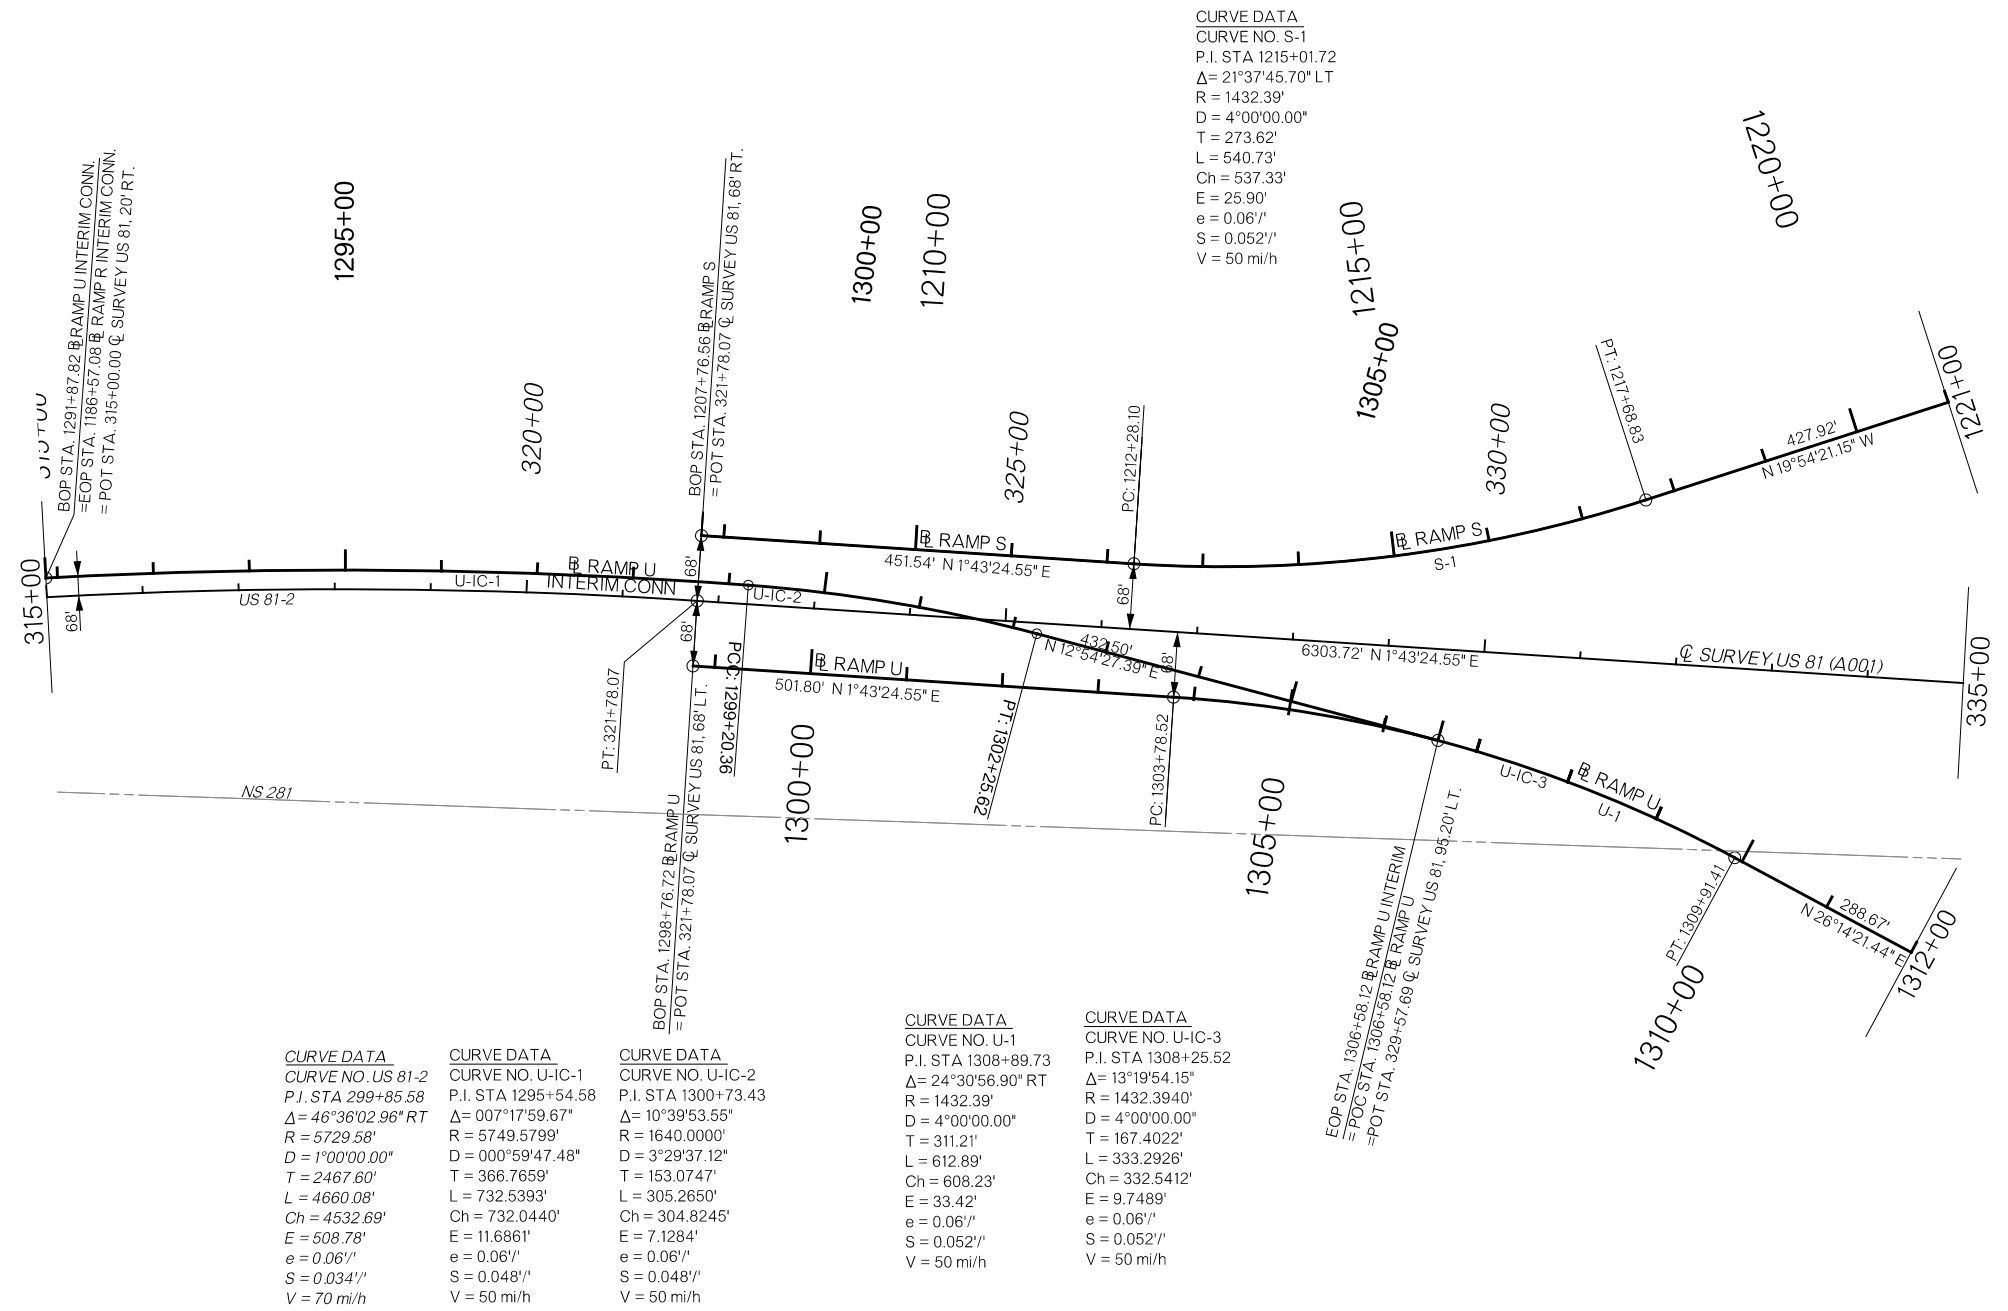 CURVE DATA
CURVE NO. S-1
P.I. STA 1215+01.72
Δ= 21°37'45.70" LT
R = 1432.39'
D = 4°00'00.00"
T = 273.62'
L = 540.73'
Ch = 537.33'
E = 25.90'
e = 0.06'/'
S = 0.052'/'
V = 50 mi/h
1220+00
1295+00
1300+00
1210+00
1215+00
1305+00
315+00
320+00
325+00
330+00
BOP STA. 1291+87.82 BL RAMP U INTERIM CONN.
=EOP STA. 1186+57.08 BL RAMP R INTERIM CONN.
= POT STA. 315+00.00 CL SURVEY US 81, 20' RT.
BOP STA. 1207+76.56 BL RAMP S
= POT STA. 321+78.07 CL SURVEY US 81, 68' RT.
PC: 1212+28.10
PT: 1217+68.83
1221+00
427.92'
N 19°54'21.15" W
BL RAMP S
451.54' N 1°43'24.55" E
BL RAMP S
S-1
315+00
68'
BL RAMP U
INTERIM CONN
U-IC-1
US 81-2
U-IC-2
68'
68'
68'
68'
432.50'
N 12°54'27.39" E
6303.72' N 1°43'24.55" E
CL SURVEY US 81 (A001)
335+00
BL RAMP U
501.80' N 1°43'24.55" E
PT: 321+78.07
PCC: 1299+20.36
PT: 1302+25.62
PC: 1303+78.52
1300+00
1305+00
NS 281
U-IC-3
BL RAMP U
U-1
PT: 1309+91.41
288.67'
N 26°14'21.44" E
1312+00
1310+00
BOP STA. 1298+76.72 BL RAMP U
= POT STA. 321+78.07 CL SURVEY US 81, 68' LT.
EOP STA. 1306+58.12 BL RAMP U INTERIM
= POC STA. 1306+58.12 BL RAMP U
=POT STA. 329+57.69 CL SURVEY US 81, 95.20' LT.
CURVE DATA
CURVE NO. US 81-2
P.I. STA 299+85.58
Δ= 46°36'02.96" RT
R = 5729.58'
D = 1°00'00.00"
T = 2467.60'
L = 4660.08'
Ch = 4532.69'
E = 508.78'
e = 0.06'/'
S = 0.034'/'
V = 70 mi/h
CURVE DATA
CURVE NO. U-IC-1
P.I. STA 1295+54.58
Δ= 007°17'59.67"
R = 5749.5799'
D = 000°59'47.48"
T = 366.7659'
L = 732.5393'
Ch = 732.0440'
E = 11.6861'
e = 0.06'/'
S = 0.048'/'
V = 50 mi/h
CURVE DATA
CURVE NO. U-IC-2
P.I. STA 1300+73.43
Δ= 10°39'53.55"
R = 1640.0000'
D = 3°29'37.12"
T = 153.0747'
L = 305.2650'
Ch = 304.8245'
E = 7.1284'
e = 0.06'/'
S = 0.048'/'
V = 50 mi/h
CURVE DATA
CURVE NO. U-1
P.I. STA 1308+89.73
Δ= 24°30'56.90" RT
R = 1432.39'
D = 4°00'00.00"
T = 311.21'
L = 612.89'
Ch = 608.23'
E = 33.42'
e = 0.06'/'
S = 0.052'/'
V = 50 mi/h
CURVE DATA
CURVE NO. U-IC-3
P.I. STA 1308+25.52
Δ= 13°19'54.15"
R = 1432.3940'
D = 4°00'00.00"
T = 167.4022'
L = 333.2926'
Ch = 332.5412'
E = 9.7489'
e = 0.06'/'
S = 0.052'/'
V = 50 mi/h